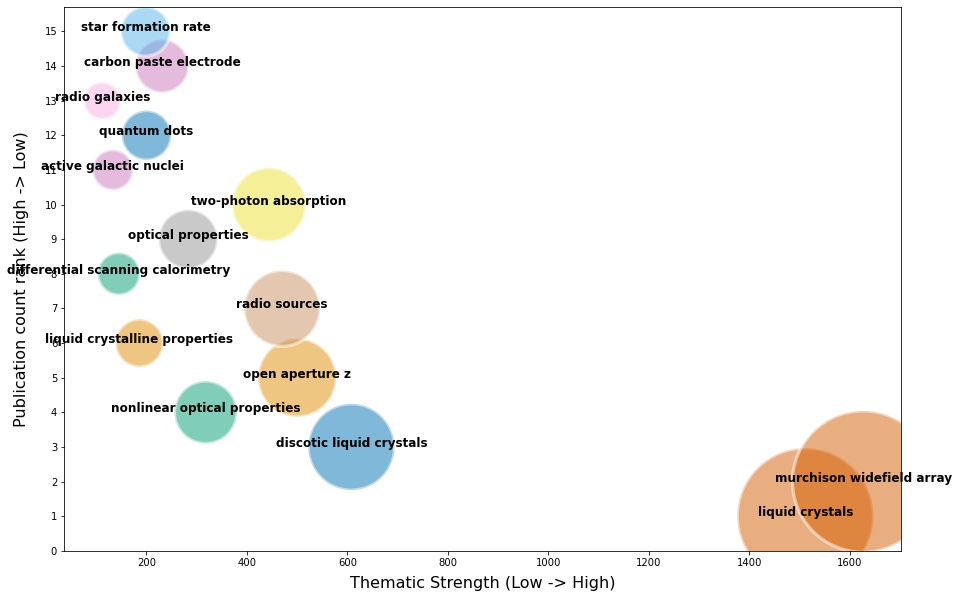 15
star formation rate
14
carbon paste electrode
13
radio galaxies
12
quantum dots
11
active galactic nuclei
10
two-photon absorption
9
optical properties
8
differential scanning calorimetry
7
radio sources
6
liquid crystalline properties
5
open aperture z
4
nonlinear optical properties
3
discotic liquid crystals
2
murchison widefield array
1
liquid crystals
0
Publication count rank (High -> Low)
200 400 600 800 1000 1200 1400 1600
Thematic Strength (Low -> High)